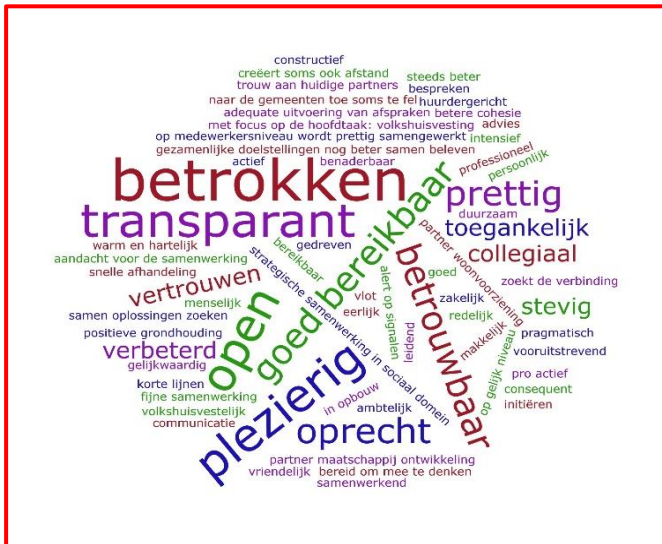 constructief
creëert soms ook afstand
steeds beter
trouw aan huidige partners
bespreken
naar de gemeenten toe soms te fel
huurdergericht
adequate uitvoering van afspraken
betere cohesie
met focus op de hoofdtaak: volkshuisvesting
advies
op medewerkersniveau wordt prettig samengewerkt
intensief
gezamenlijke doelstellingen nog beter samen beleven
professioneel
actief
benaderbaar
persoonlijk
betrokken
prettig
transparant
duurzaam
toegankelijk
goed bereikbaar
partner woonvoorziening
warm en hartelijk
bereikbaar
gedreven
collegiaal
aandacht voor de samenwerking
strategische samenwerking in sociaal domein
snelle afhandeling
vertrouwen
alert op signalen
betrouwbaar
goed
zoekt de verbinding
menselijk
vlot
zakelijk
stevig
samen oplossingen zoeken
open
eerlijk
redelijk
positieve grondhouding
leidend
makkelijk
pragmatisch
verbeterd
vooruitstrevend
gelijkwaardig
plezierig
op gelijk niveau
korte lijnen
pro actief
fijne samenwerking
in opbouw
consequent
volkshuisvestelijk
ambtelijk
initiëren
communicatie
oprecht
partner maatschappij ontwikkeling
vriendelijk
bereid om mee te denken
samenwerkend